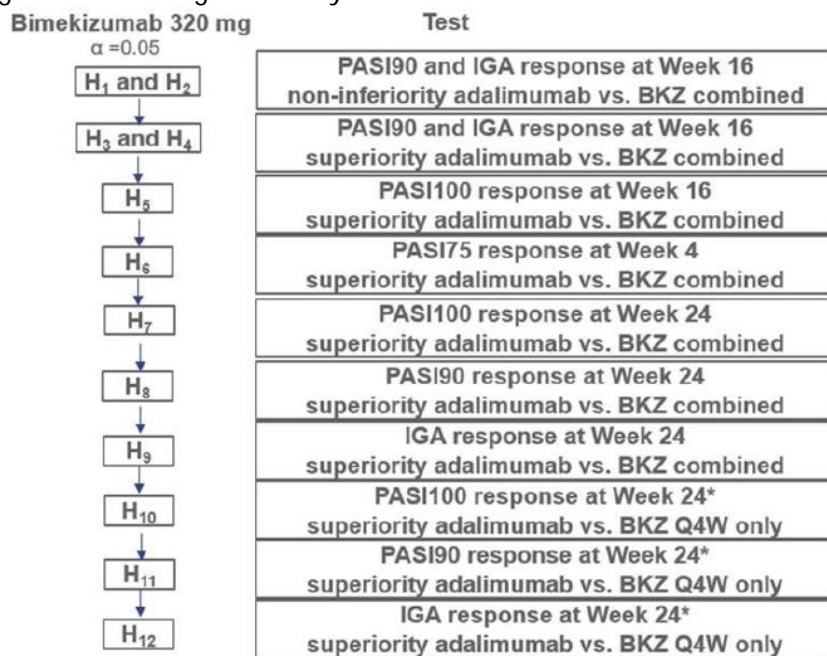 Bimekizumab 320 mg
Test
α =0.05
H₁ and H₂
PASI90 and IGA response at Week 16
non-inferiority adalimumab vs. BKZ combined
H₃ and H₄
PASI90 and IGA response at Week 16
superiority adalimumab vs. BKZ combined
H₅
PASI100 response at Week 16
superiority adalimumab vs. BKZ combined
H₆
PASI75 response at Week 4
superiority adalimumab vs. BKZ combined
H₇
PASI100 response at Week 24
superiority adalimumab vs. BKZ combined
H₈
PASI90 response at Week 24
superiority adalimumab vs. BKZ combined
H₉
IGA response at Week 24
superiority adalimumab vs. BKZ combined
H₁₀
PASI100 response at Week 24*
superiority adalimumab vs. BKZ Q4W only
H₁₁
PASI90 response at Week 24*
superiority adalimumab vs. BKZ Q4W only
H₁₂
IGA response at Week 24*
superiority adalimumab vs. BKZ Q4W only